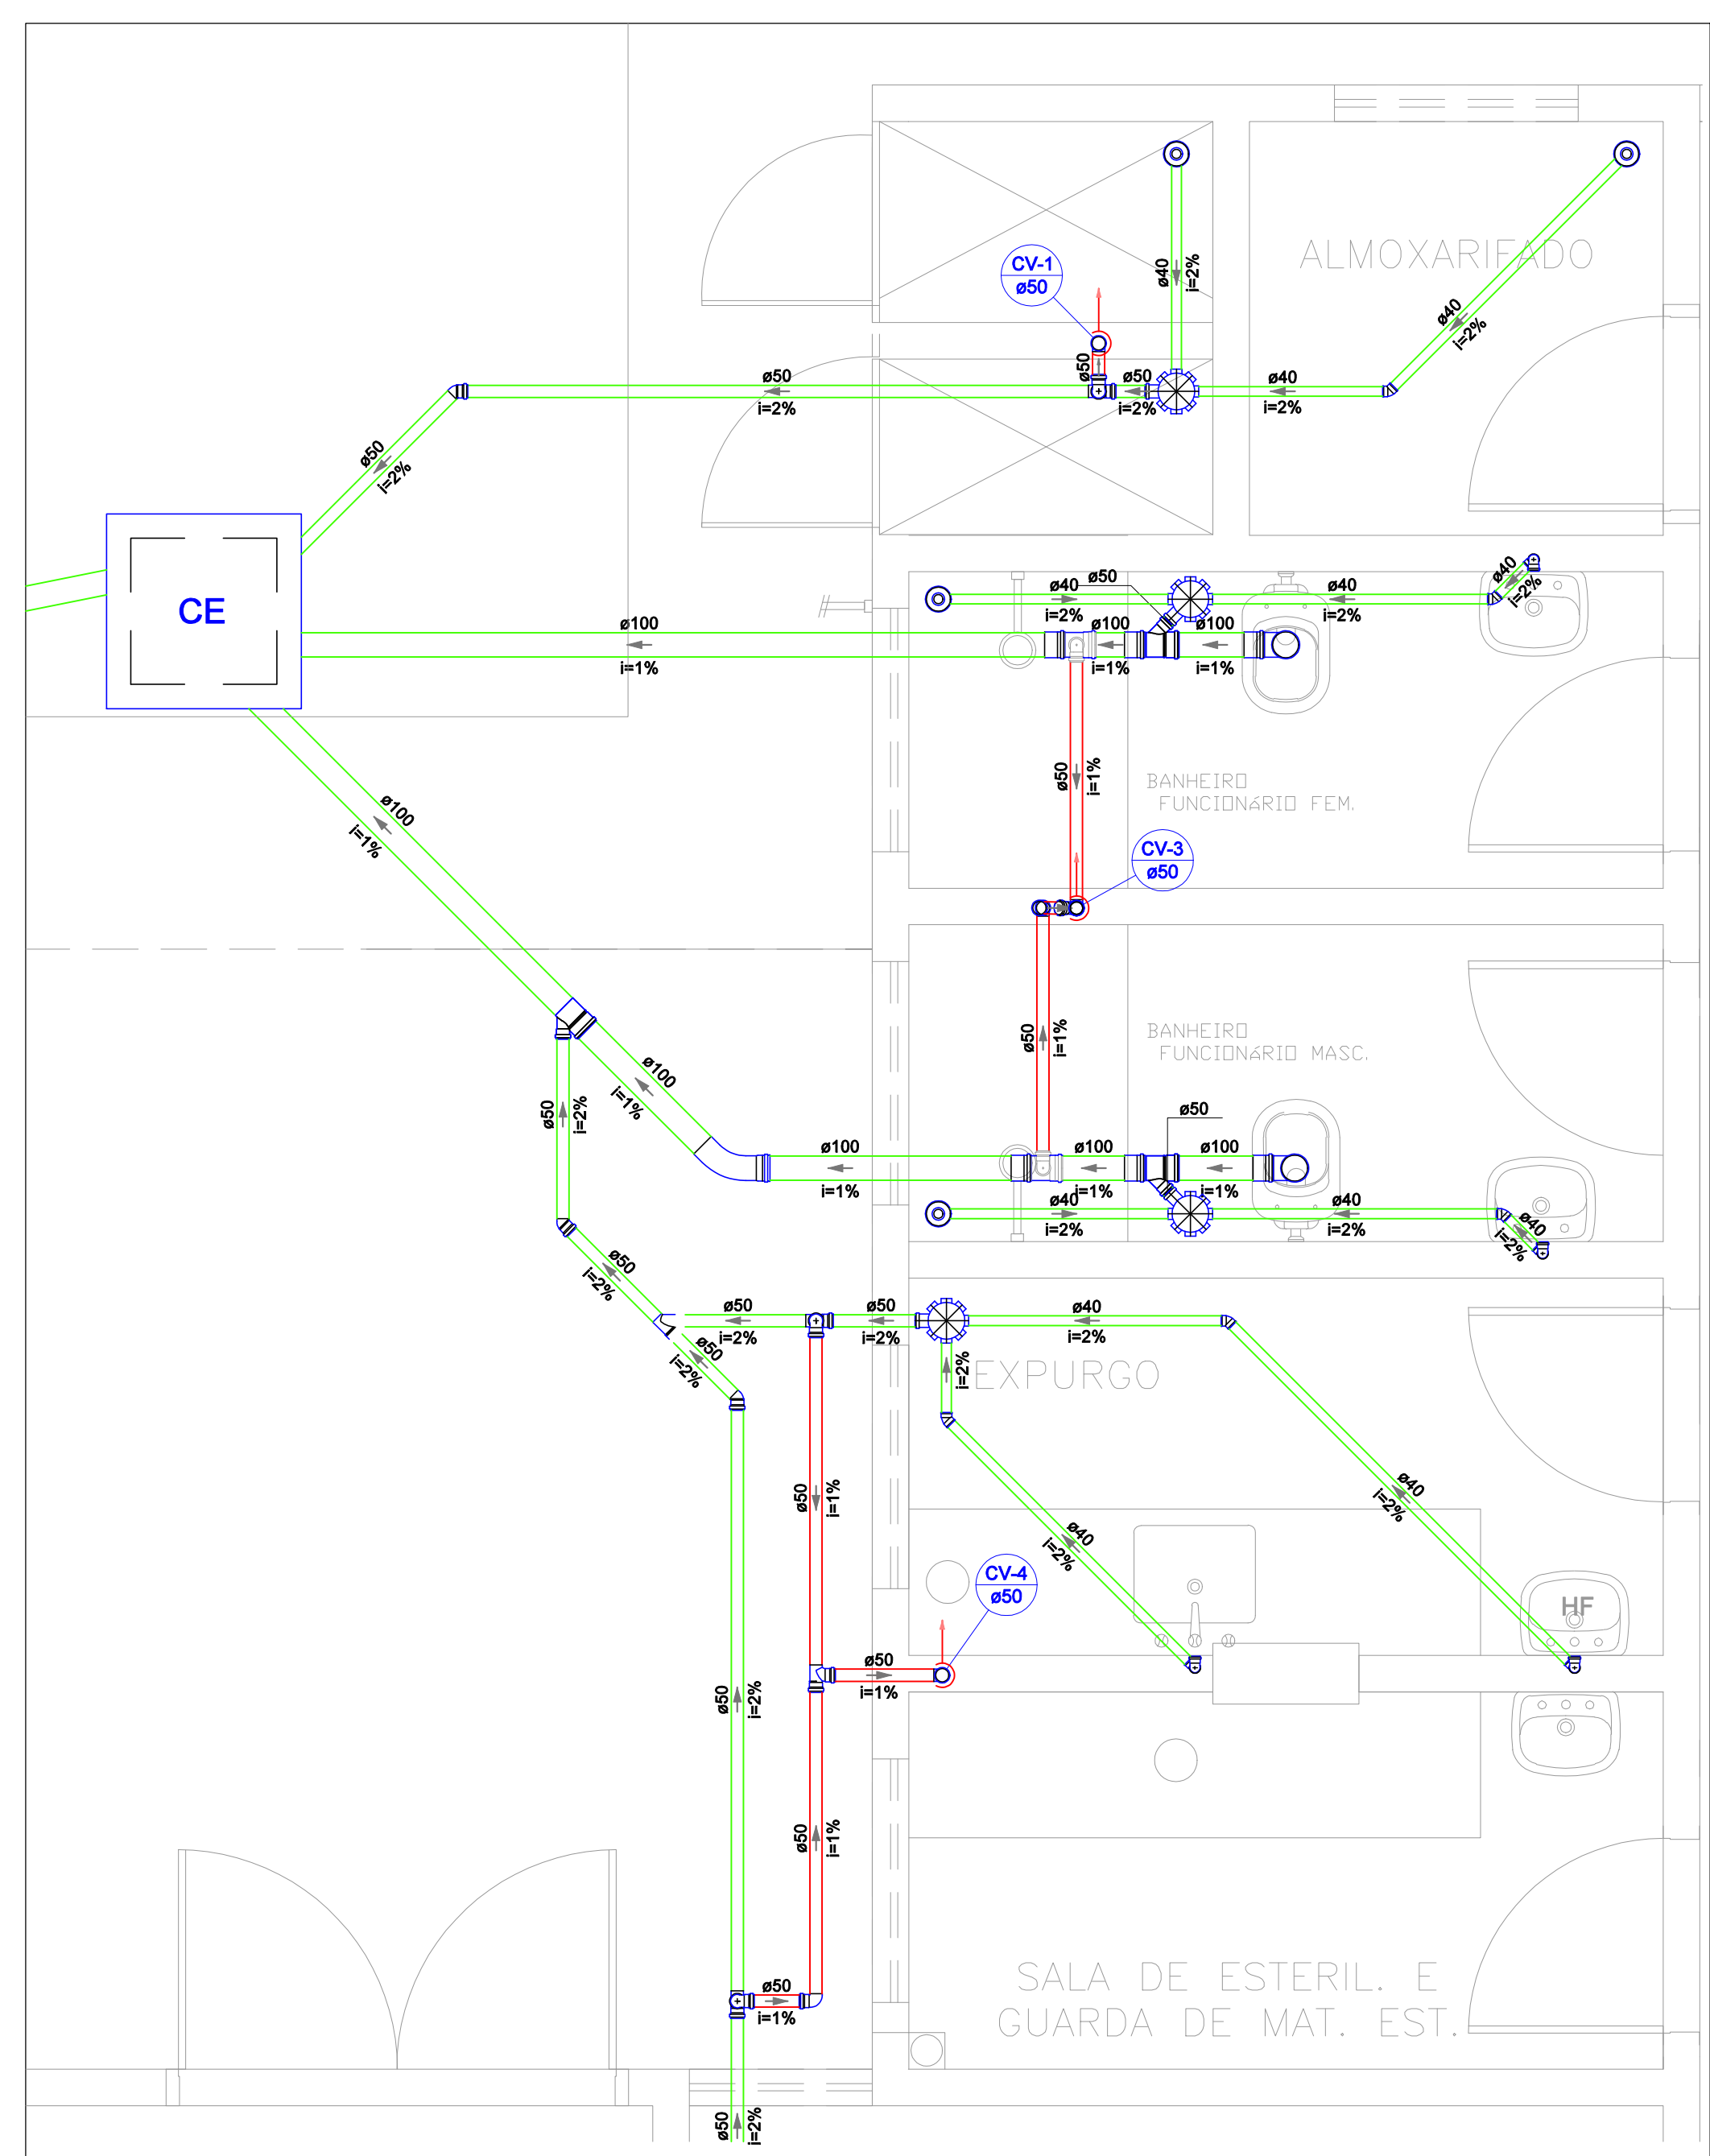 ALMOXARIFADO
CV-1
ø50
ø40
i=2%
ø40
i=2%
ø50
ø50
i=2%
ø50
i=2%
ø40
i=2%
ø50
i=2%
CE
ø40
i=2%
ø50
ø40
i=2%
ø40
i=2%
ø100
i=1%
ø100
i=1%
ø100
i=1%
ø50
i=1%
BANHEIRO
FUNCIONáRIO FEM.
ø100
i=1%
CV-3
ø50
BANHEIRO
FUNCIONáRIO MASC.
ø50
i=1%
ø100
i=1%
ø50
i=2%
ø50
ø100
i=1%
ø100
i=1%
ø100
i=1%
ø40
i=2%
ø40
i=2%
ø40
i=2%
ø50
i=2%
ø50
i=2%
ø50
i=2%
ø40
i=2%
ø50
i=2%
i=2%
EXPURGO
ø50
i=1%
ø40
i=2%
ø40
i=2%
CV-4
ø50
HF
ø50
i=1%
ø50
i=2%
ø50
i=1%
SALA DE ESTERIL. E
GUARDA DE MAT. EST.
ø50
i=1%
ø50
i=2%